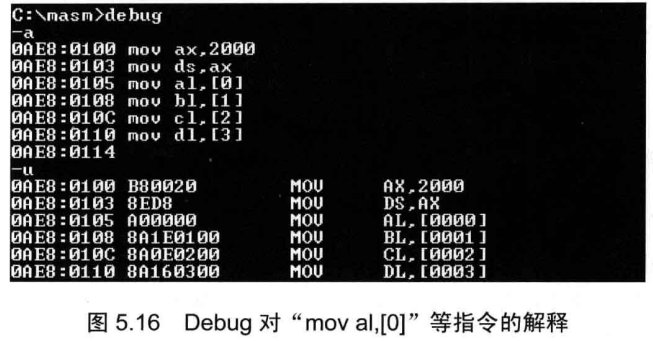 C:\masm>debug
-a
0AE8:0100 mov ax,2000
0AE8:0103 mov ds,ax
0AE8:0105 mov al,[0]
0AE8:0108 mov bl,[1]
0AE8:010C mov cl,[2]
0AE8:0110 mov dl,[3]
0AE8:0114
-u
0AE8:0100 B80020 MOV AX,2000
0AE8:0103 8ED8 MOV DS,AX
0AE8:0105 A00000 MOV AL,[0000]
0AE8:0108 8A1E0100 MOV BL,[0001]
0AE8:010C 8A0E0200 MOV CL,[0002]
0AE8:0110 8A160300 MOV DL,[0003]
图 5.16 Debug 对“mov al,[0]”等指令的解释